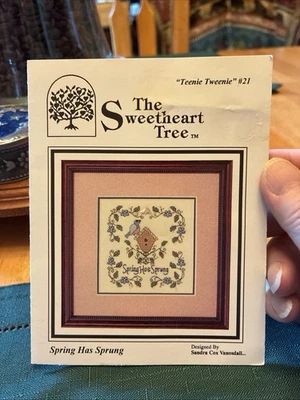 "Teenie Tweenie" #21
The
Sweetheart
Tree TM
Spring Has Sprung
Spring Has Sprung
Designed By
Sandra Cox Vanosdall...